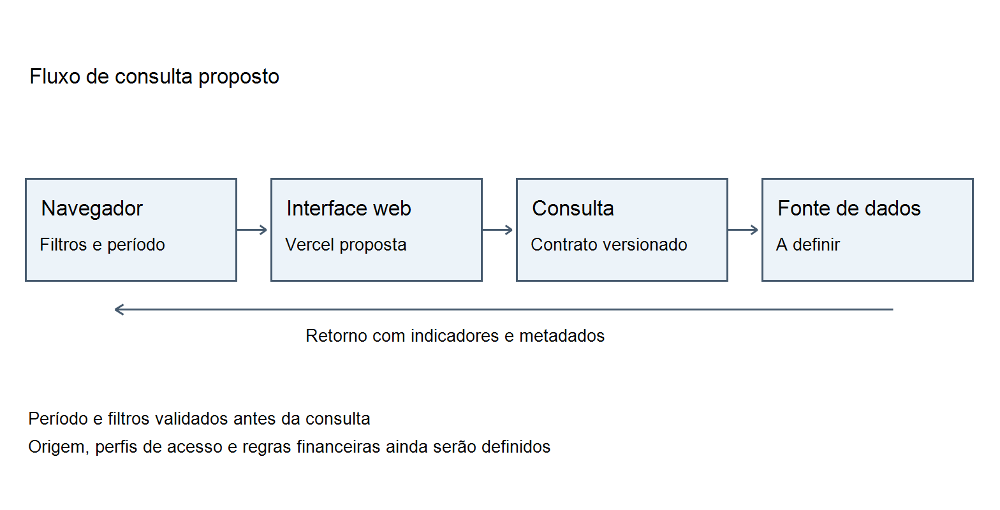 Fluxo de consulta proposto
Navegador
Filtros e período
Interface web
Vercel proposta
Consulta
Contrato versionado
Fonte de dados
A definir
Retorno com indicadores e metadados
Período e filtros validados antes da consulta
Origem, perfis de acesso e regras financeiras ainda serão definidos